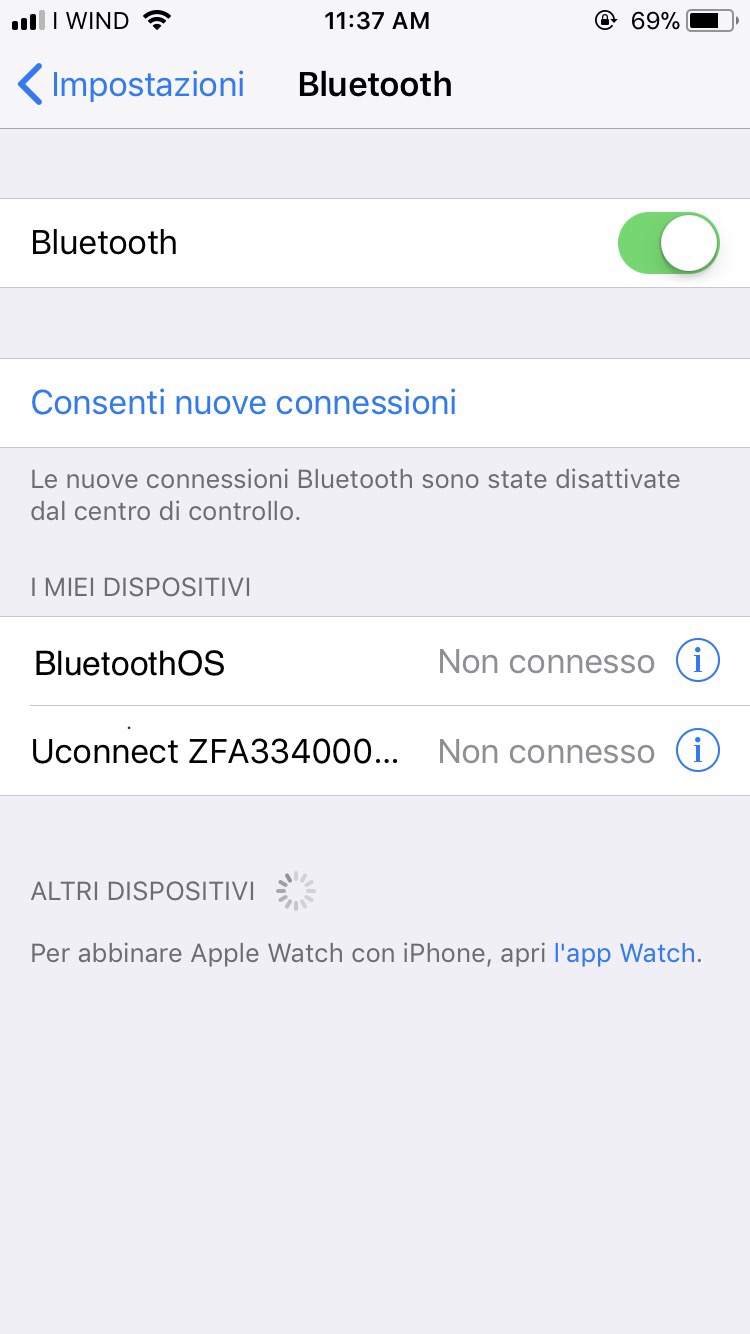 I WIND 11:37 AM 69%
Impostazioni Bluetooth
Bluetooth
Consenti nuove connessioni
Le nuove connessioni Bluetooth sono state disattivate
dal centro di controllo.
I MIEI DISPOSITIVI
BluetoothOS Non connesso i
Uconnect ZFA334000... Non connesso i
ALTRI DISPOSITIVI
Per abbinare Apple Watch con iPhone, apri l'app Watch.